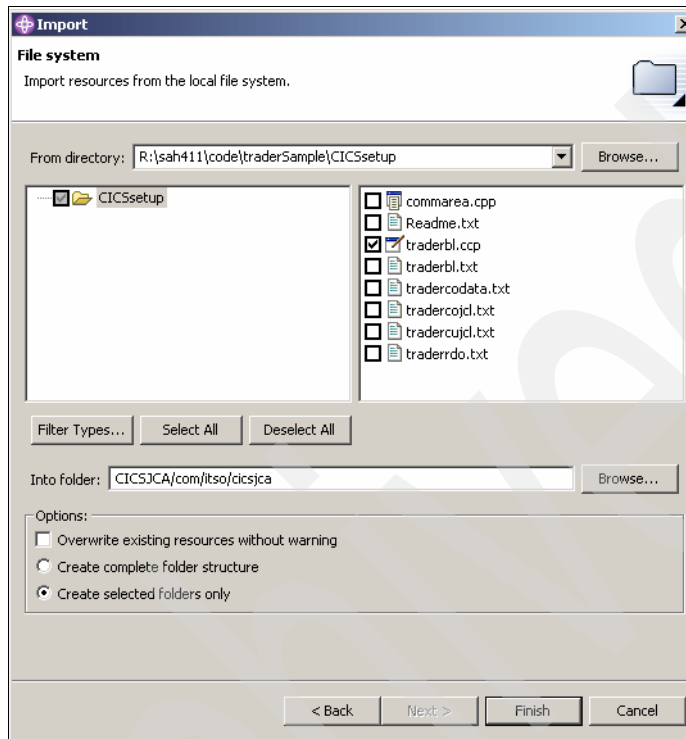 Import
File system
Import resources from the local file system.
From directory: R:\sah411\code\traderSample\CICSsetup Browse...
CICSsetup
commarea.cpp
Readme.txt
traderbl.ccp
traderbl.txt
tradercodata.txt
tradercojcl.txt
tradercujcl.txt
traderrdo.txt
Filter Types... Select All Deselect All
Into folder: CICSJCA/com/itso/cicsjca Browse...
Options:
Overwrite existing resources without warning
Create complete folder structure
Create selected folders only
< Back Next > Finish Cancel